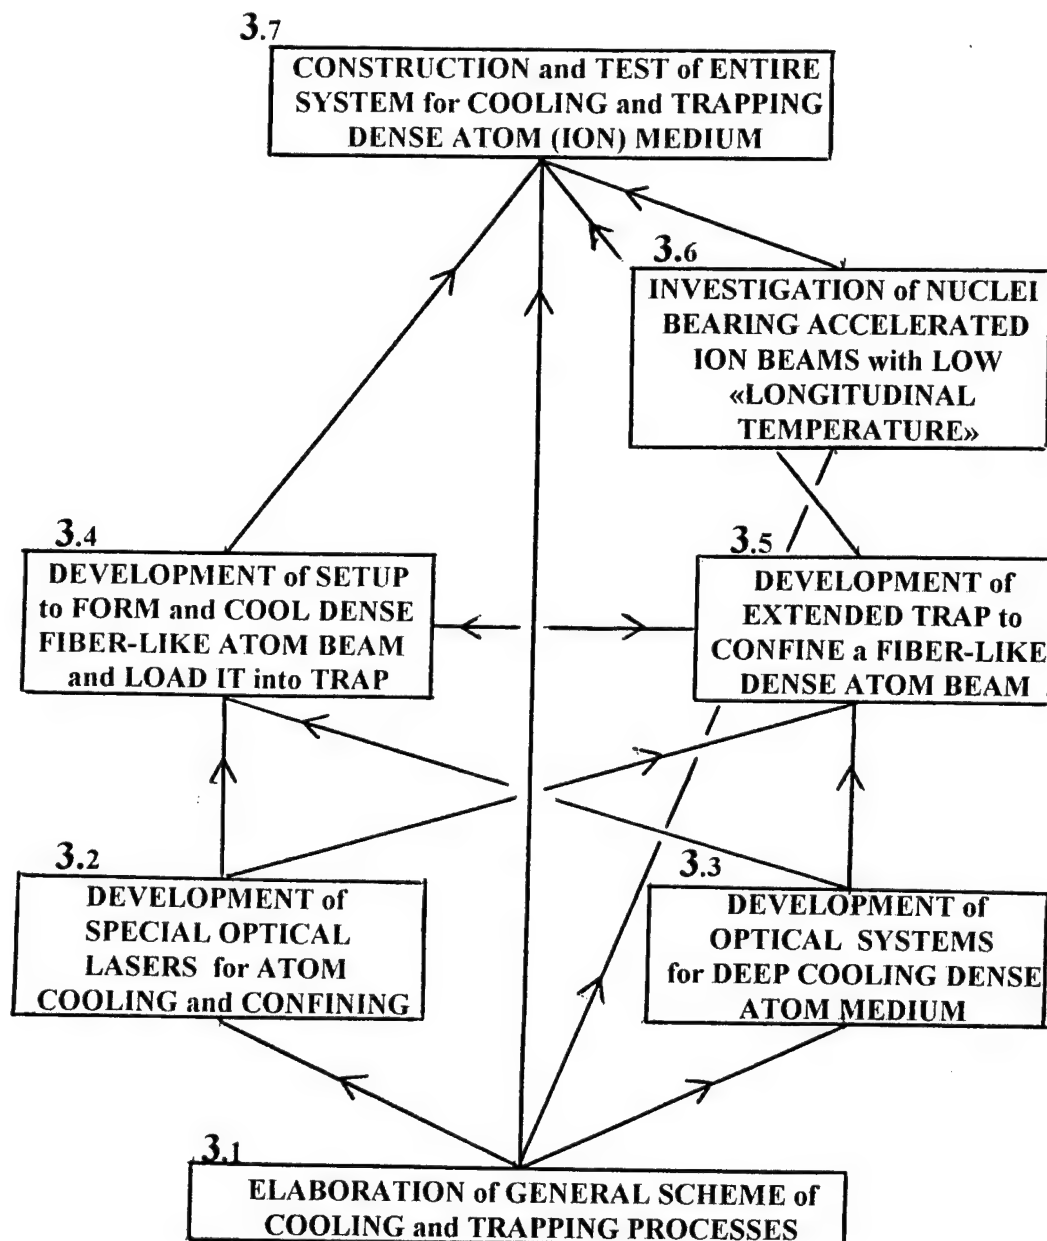 3.7
CONSTRUCTION and TEST of ENTIRE
SYSTEM for COOLING and TRAPPING
DENSE ATOM (ION) MEDIUM
3.6
INVESTIGATION of NUCLEI
BEARING ACCELERATED
ION BEAMS with LOW
«LONGITUDINAL
TEMPERATURE»
3.4
DEVELOPMENT of SETUP
to FORM and COOL DENSE
FIBER-LIKE ATOM BEAM
and LOAD IT into TRAP
3.5
DEVELOPMENT of
EXTENDED TRAP to
CONFINE a FIBER-LIKE
DENSE ATOM BEAM
3.2
DEVELOPMENT of
SPECIAL OPTICAL
LASERS for ATOM
COOLING and CONFINING
3.3
DEVELOPMENT of
OPTICAL SYSTEMS
for DEEP COOLING DENSE
ATOM MEDIUM
3.1
ELABORATION of GENERAL SCHEME of
COOLING and TRAPPING PROCESSES